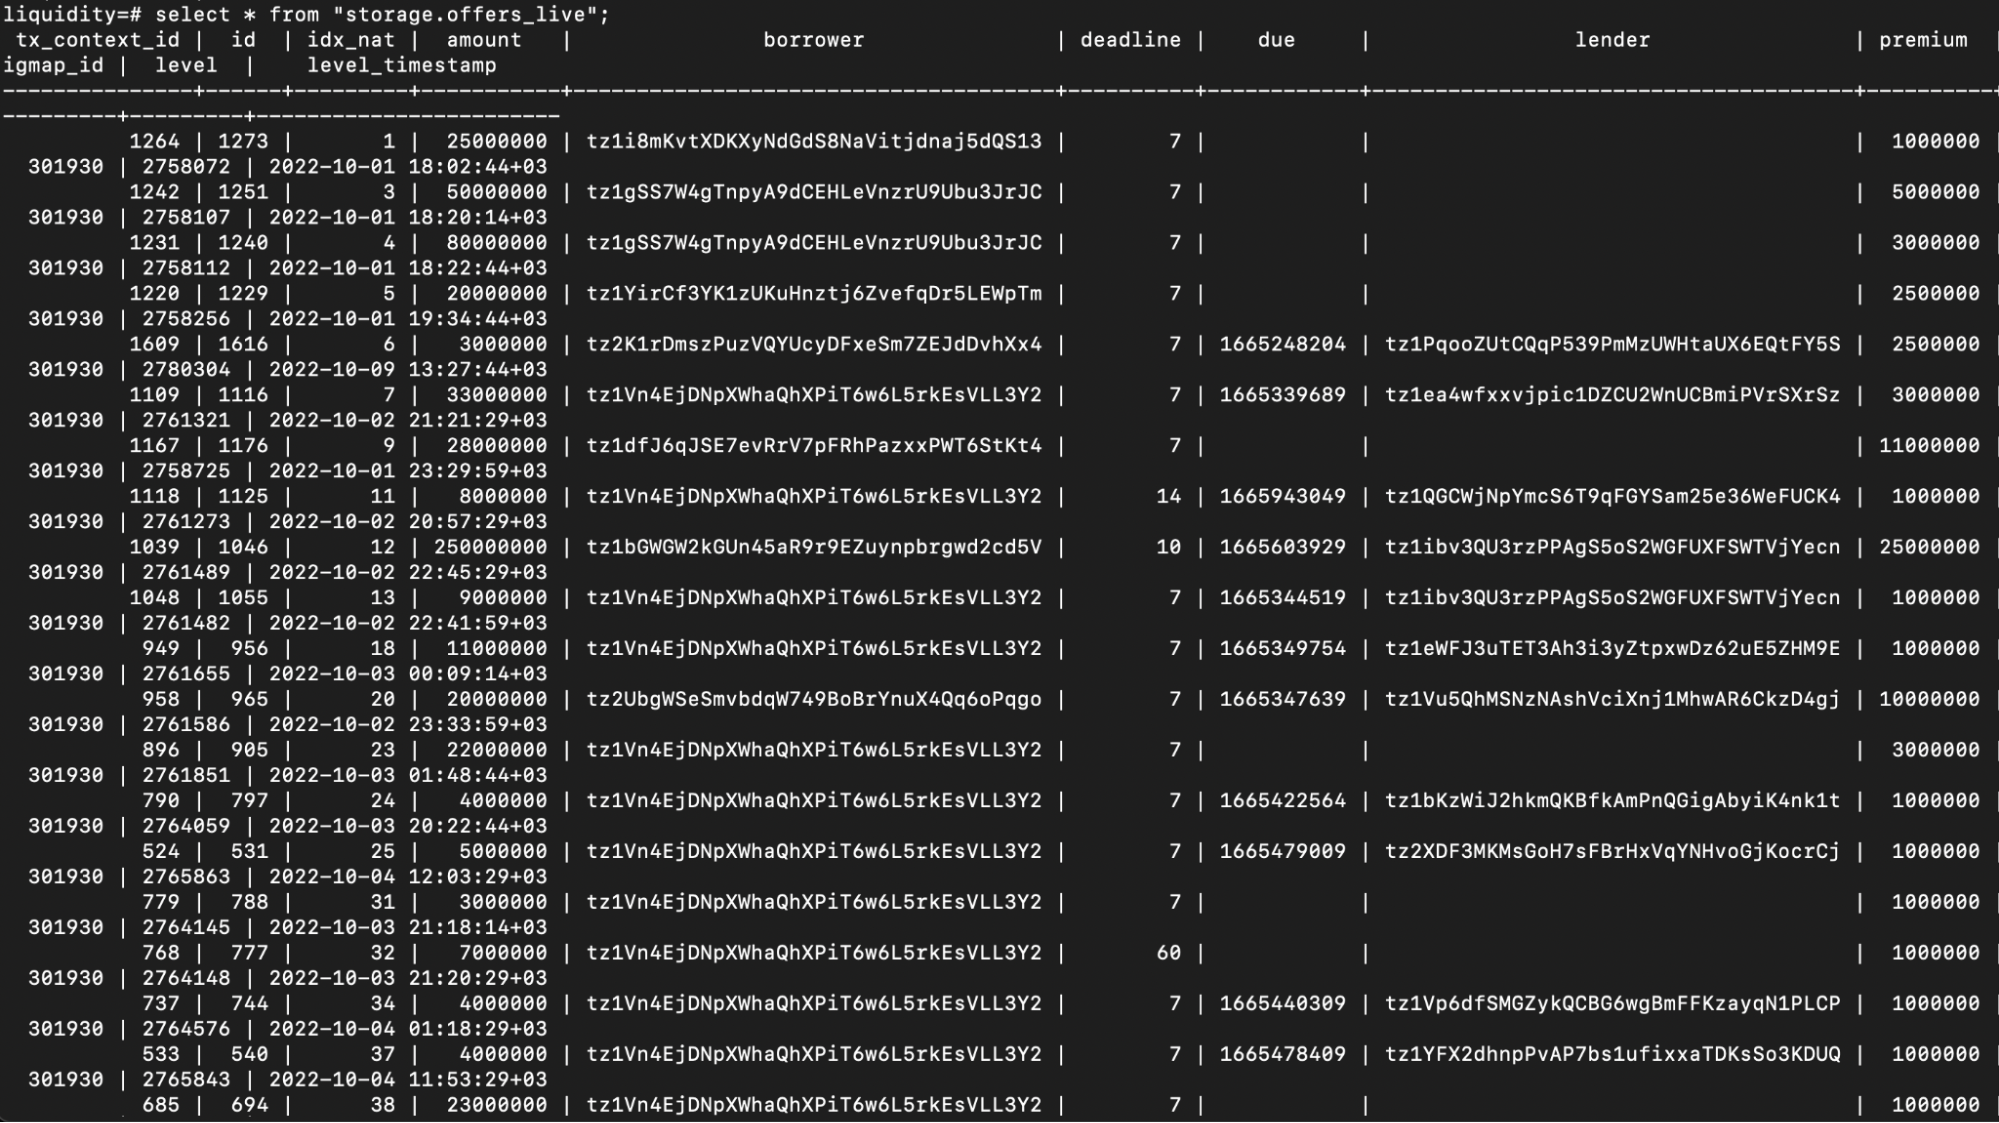 liquidity=# select * from "storage.offers_live";
 tx_context_id |  id  | idx_nat |  amount   |               borrower               | deadline |    due     |                lender                | premium  |
igmap_id |  level  |    level_timestamp
---------------+------+---------+-----------+--------------------------------------+----------+------------+--------------------------------------+----------+
---------+---------+------------------------
          1264 | 1273 |       1 |  25000000 | tz1i8mKvtXDKXyNdGdS8NaVitjdnaj5dQS13 |        7 |            |                                      |  1000000 |
  301930 | 2758072 | 2022-10-01 18:02:44+03
          1242 | 1251 |       3 |  50000000 | tz1gSS7W4gTnpyA9dCEHLeVnzrU9Ubu3JrJC |        7 |            |                                      |  5000000 |
  301930 | 2758107 | 2022-10-01 18:20:14+03
          1231 | 1240 |       4 |  80000000 | tz1gSS7W4gTnpyA9dCEHLeVnzrU9Ubu3JrJC |        7 |            |                                      |  3000000 |
  301930 | 2758112 | 2022-10-01 18:22:44+03
          1220 | 1229 |       5 |  20000000 | tz1YirCf3YK1zUKuHnztj6ZvefqDr5LEWpTm |        7 |            |                                      |  2500000 |
  301930 | 2758256 | 2022-10-01 19:34:44+03
          1609 | 1616 |       6 |   3000000 | tz2K1rDmszPuzVQYUcyDFxeSm7ZEJdDvhXx4 |        7 | 1665248204 | tz1PqooZUtCQqP539PmMzUWHtaUX6EQtFY5S |  2500000 |
  301930 | 2780304 | 2022-10-09 13:27:44+03
          1109 | 1116 |       7 |  33000000 | tz1Vn4EjDNpXWhaQhXPiT6w6L5rkEsVLL3Y2 |        7 | 1665339689 | tz1ea4wfxxvjpic1DZCU2WnUCBmiPVrSXrSz |  3000000 |
  301930 | 2761321 | 2022-10-02 21:21:29+03
          1167 | 1176 |       9 |  28000000 | tz1dfJ6qJSE7evRrV7pFRhPazxxPWT6StKt4 |        7 |            |                                      | 11000000 |
  301930 | 2758725 | 2022-10-01 23:29:59+03
          1118 | 1125 |      11 |   8000000 | tz1Vn4EjDNpXWhaQhXPiT6w6L5rkEsVLL3Y2 |       14 | 1665943049 | tz1QGCWjNpYmcS6T9qFGYSam25e36WeFUCK4 |  1000000 |
  301930 | 2761273 | 2022-10-02 20:57:29+03
          1039 | 1046 |      12 | 250000000 | tz1bGWGW2kGUn45aR9r9EZuynpbrgwd2cd5V |       10 | 1665603929 | tz1ibv3QU3rzPPAgS5oS2WGFUXFSWTVjYecn | 25000000 |
  301930 | 2761489 | 2022-10-02 22:45:29+03
          1048 | 1055 |      13 |   9000000 | tz1Vn4EjDNpXWhaQhXPiT6w6L5rkEsVLL3Y2 |        7 | 1665344519 | tz1ibv3QU3rzPPAgS5oS2WGFUXFSWTVjYecn |  1000000 |
  301930 | 2761482 | 2022-10-02 22:41:59+03
           949 |  956 |      18 |  11000000 | tz1Vn4EjDNpXWhaQhXPiT6w6L5rkEsVLL3Y2 |        7 | 1665349754 | tz1eWFJ3uTET3Ah3i3yZtpxwDz62uE5ZHM9E |  1000000 |
  301930 | 2761655 | 2022-10-03 00:09:14+03
           958 |  965 |      20 |  20000000 | tz2UbgWSeSmvbdqW749BoBrYnuX4Qq6oPqgo |        7 | 1665347639 | tz1Vu5QhMSNzNAshVciXnj1MhwAR6CkzD4gj | 10000000 |
  301930 | 2761586 | 2022-10-02 23:33:59+03
           896 |  905 |      23 |  22000000 | tz1Vn4EjDNpXWhaQhXPiT6w6L5rkEsVLL3Y2 |        7 |            |                                      |  3000000 |
  301930 | 2761851 | 2022-10-03 01:48:44+03
           790 |  797 |      24 |   4000000 | tz1Vn4EjDNpXWhaQhXPiT6w6L5rkEsVLL3Y2 |        7 | 1665422564 | tz1bKzWiJ2hkmQKBfkAmPnQGigAbyiK4nk1t |  1000000 |
  301930 | 2764059 | 2022-10-03 20:22:44+03
           524 |  531 |      25 |   5000000 | tz1Vn4EjDNpXWhaQhXPiT6w6L5rkEsVLL3Y2 |        7 | 1665479009 | tz2XDF3MKMsGoH7sFBrHxVqYNHvoGjKocrCj |  1000000 |
  301930 | 2765863 | 2022-10-04 12:03:29+03
           779 |  788 |      31 |   3000000 | tz1Vn4EjDNpXWhaQhXPiT6w6L5rkEsVLL3Y2 |        7 |            |                                      |  1000000 |
  301930 | 2764145 | 2022-10-03 21:18:14+03
           768 |  777 |      32 |   7000000 | tz1Vn4EjDNpXWhaQhXPiT6w6L5rkEsVLL3Y2 |       60 |            |                                      |  1000000 |
  301930 | 2764148 | 2022-10-03 21:20:29+03
           737 |  744 |      34 |   4000000 | tz1Vn4EjDNpXWhaQhXPiT6w6L5rkEsVLL3Y2 |        7 | 1665440309 | tz1Vp6dfSMGZykQCBG6wgBmFFKzayqN1PLCP |  1000000 |
  301930 | 2764576 | 2022-10-04 01:18:29+03
           533 |  540 |      37 |   4000000 | tz1Vn4EjDNpXWhaQhXPiT6w6L5rkEsVLL3Y2 |        7 | 1665478409 | tz1YFX2dhnpPvAP7bs1ufixxaTDKsSo3KDUQ |  1000000 |
  301930 | 2765843 | 2022-10-04 11:53:29+03
           685 |  694 |      38 |  23000000 | tz1Vn4EjDNpXWhaQhXPiT6w6L5rkEsVLL3Y2 |        7 |            |                                      |  1000000 |